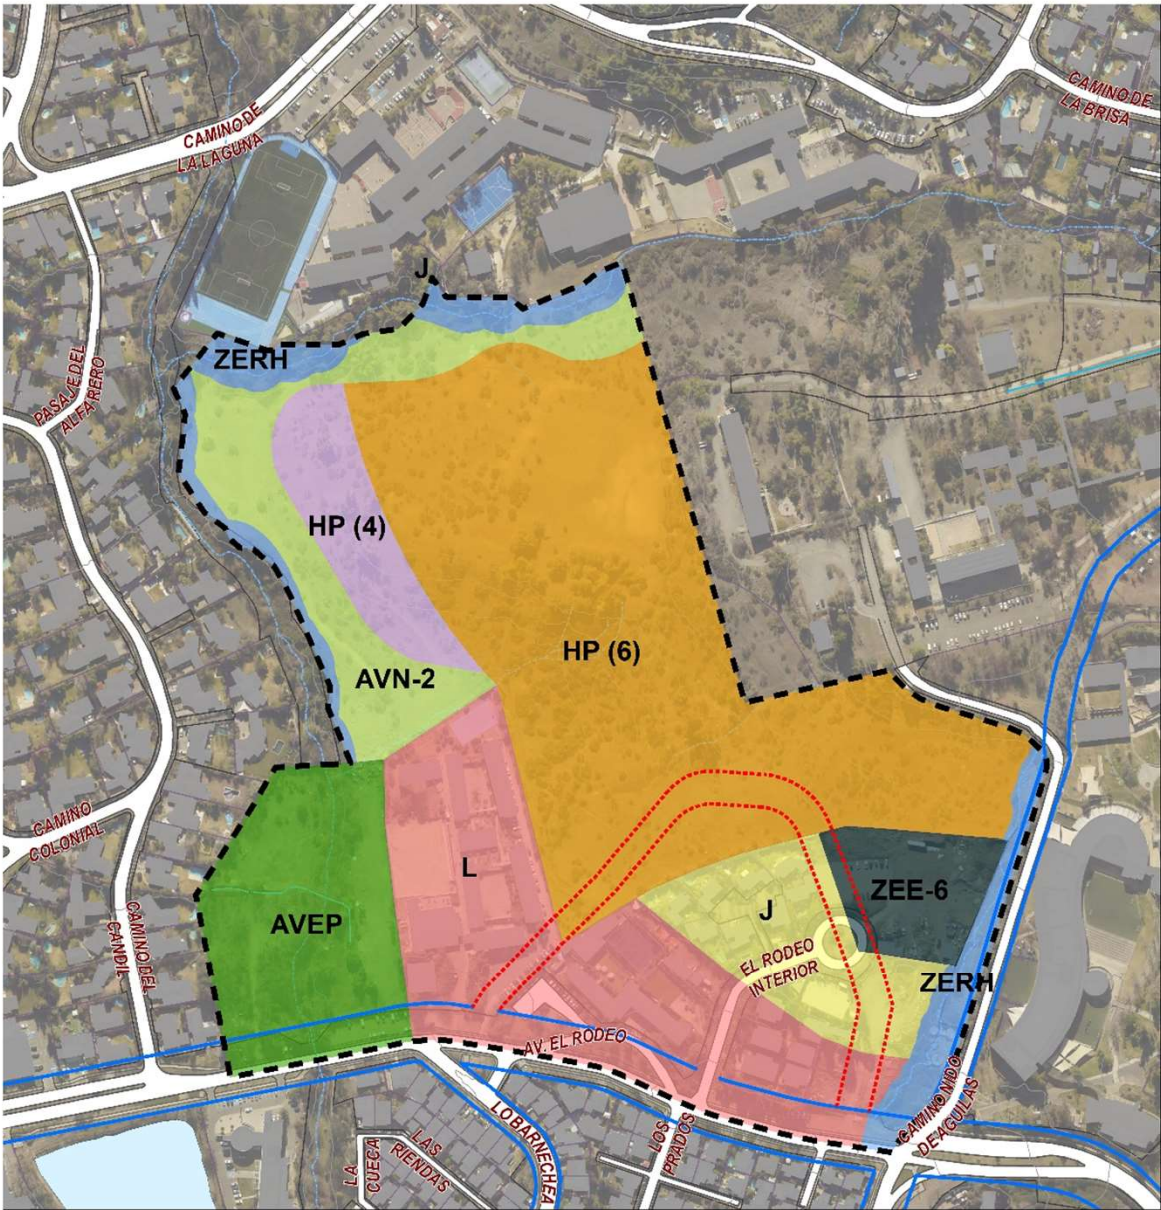 CAMINO DE
LA BRISA
CAMINO DE
LA LAGUNA
J
ZERH
PASAJE DEL
ALFARERO
HP (4)
HP (6)
AVN-2
CAMINO
COLONIAL
L
ZEE-6
J
AVEP
CAMINO DEL
CANDIL
EL RODEO
INTERIOR
ZERH
AV. EL RODEO
CAMINO NIDO
DE AGUILAS
LO BARNECHEA
LOS
PRADOS
LAS
RIENDAS
LA
CUECA